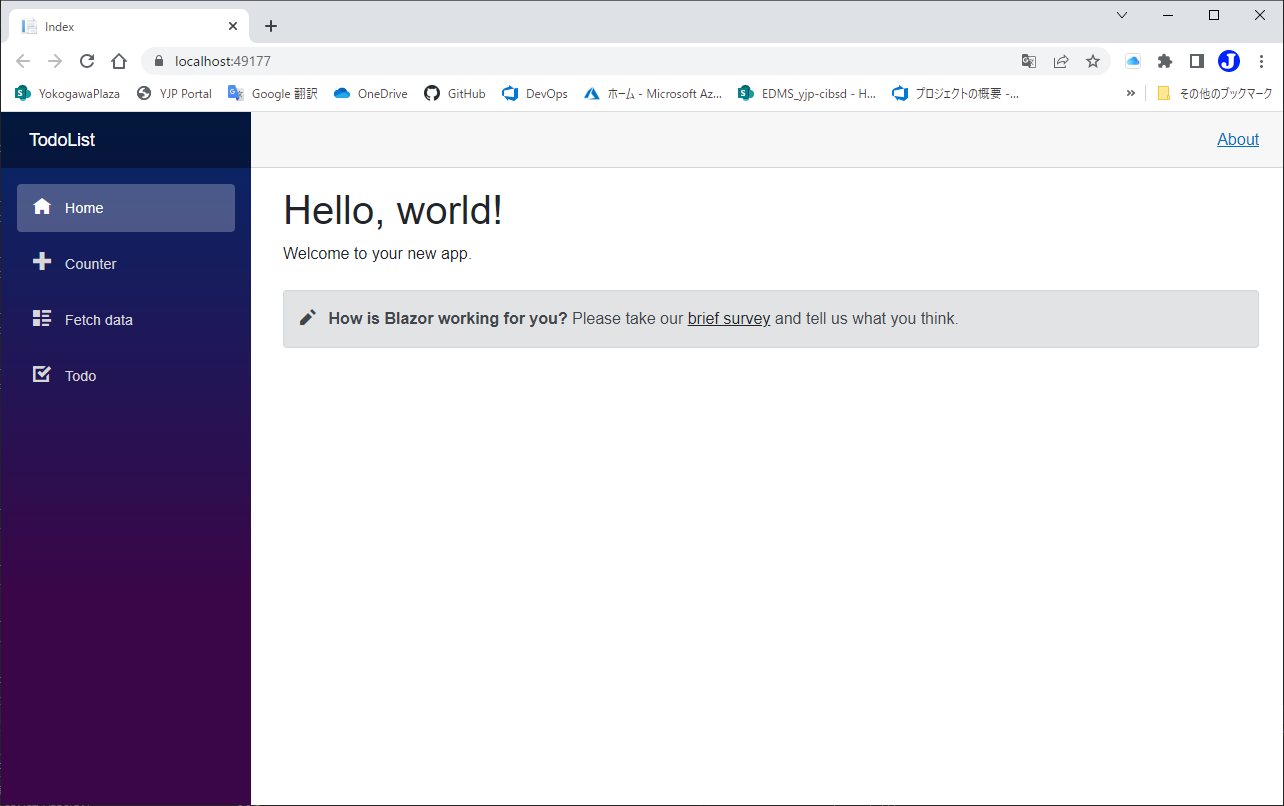 Index
localhost:49177
YokogawaPlaza YJP Portal Google 翻訳 OneDrive GitHub DevOps ホーム - Microsoft Az... EDMS_yjp-cibsd - H... プロジェクトの概要 -... » その他のブックマーク
TodoList
About
Home
Counter
Fetch data
Todo
Hello, world!
Welcome to your new app.
How is Blazor working for you? Please take our brief survey and tell us what you think.